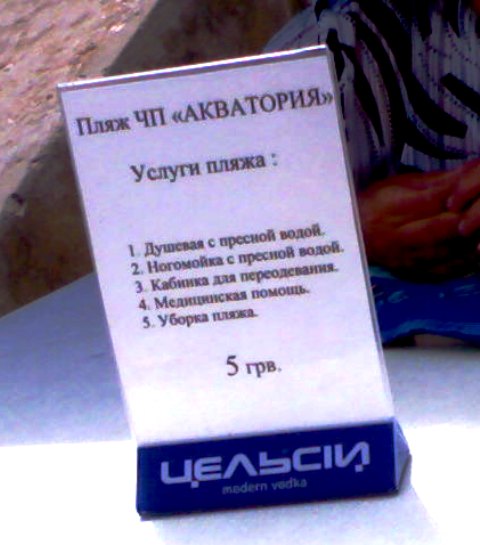 Пляж ЧП «АКВАТОРИЯ»
Услуги пляжа :
1. Душевая с пресной водой.
2. Ногомойка с пресной водой.
3. Кабинка для переодевания.
4. Медицинская помощь.
5. Уборка пляжа.
5 грв.
ЦЕЛЬСІЙ
modern vodka